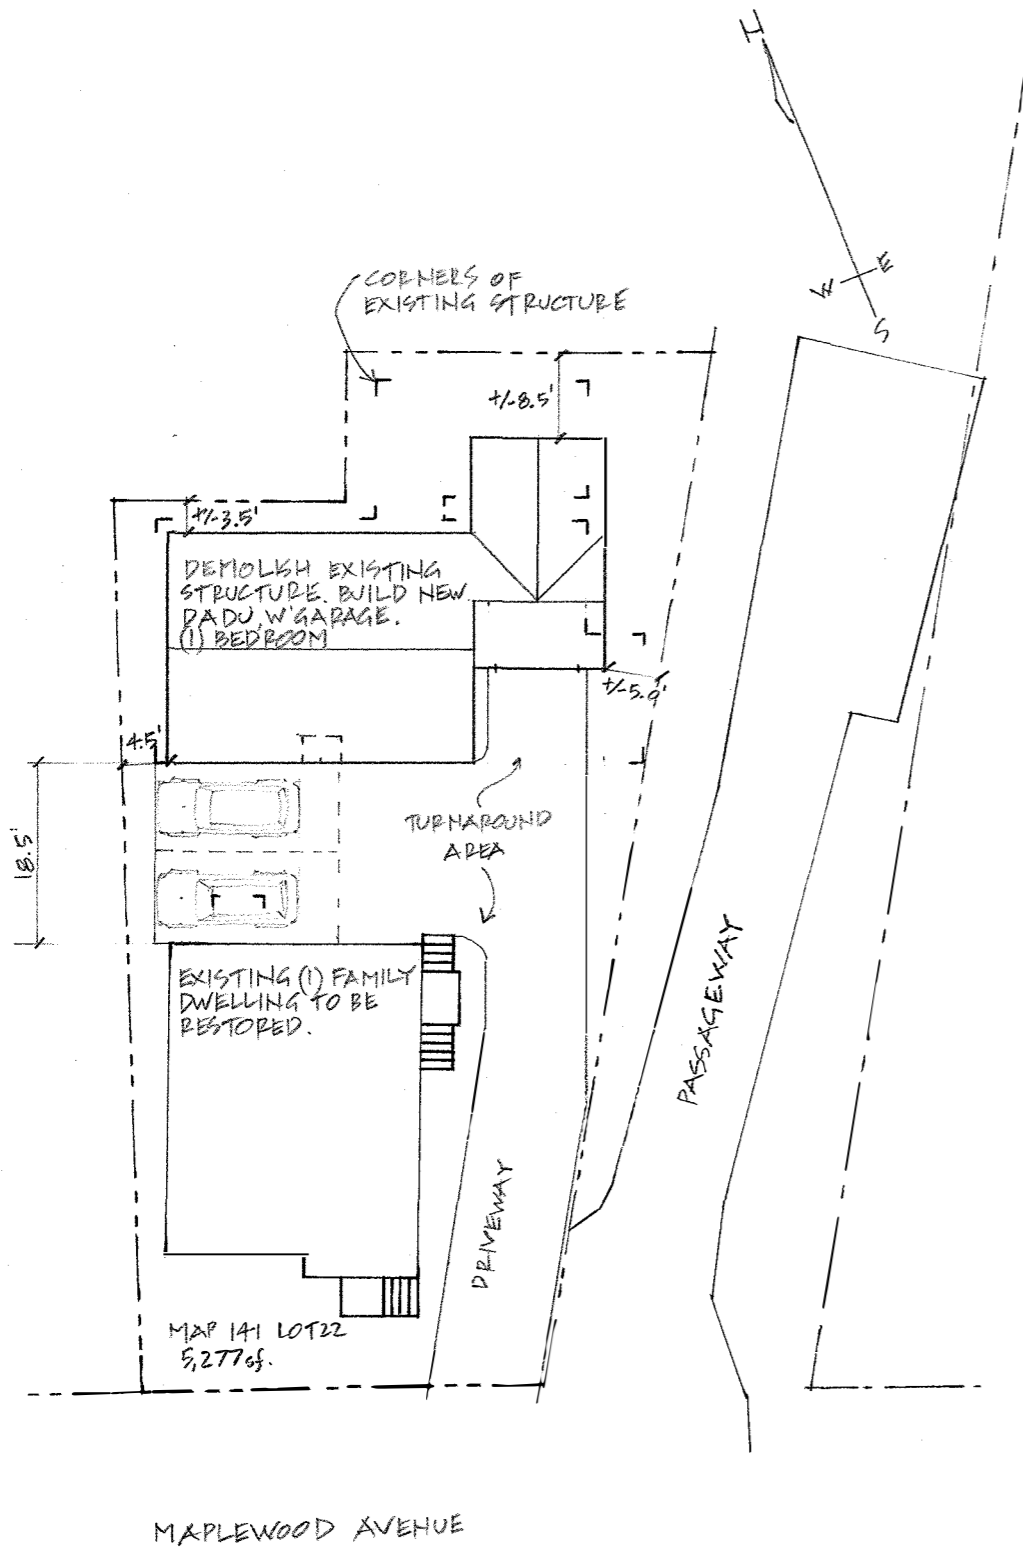 N
E
W
S
CORNERS OF
EXISTING STRUCTURE
+/-8.5'
+/-3.5'
DEMOLISH EXISTING
STRUCTURE. BUILD NEW
DADU, W'GARAGE.
(1) BEDROOM
+/-5.0'
4.5'
18.5'
TURNAROUND
AREA
EXISTING (1) FAMILY
DWELLING TO BE
RESTORED.
PASSAGEWAY
DRIVEWAY
MAP 141 LOT22
5,277sf.
MAPLEWOOD AVENUE